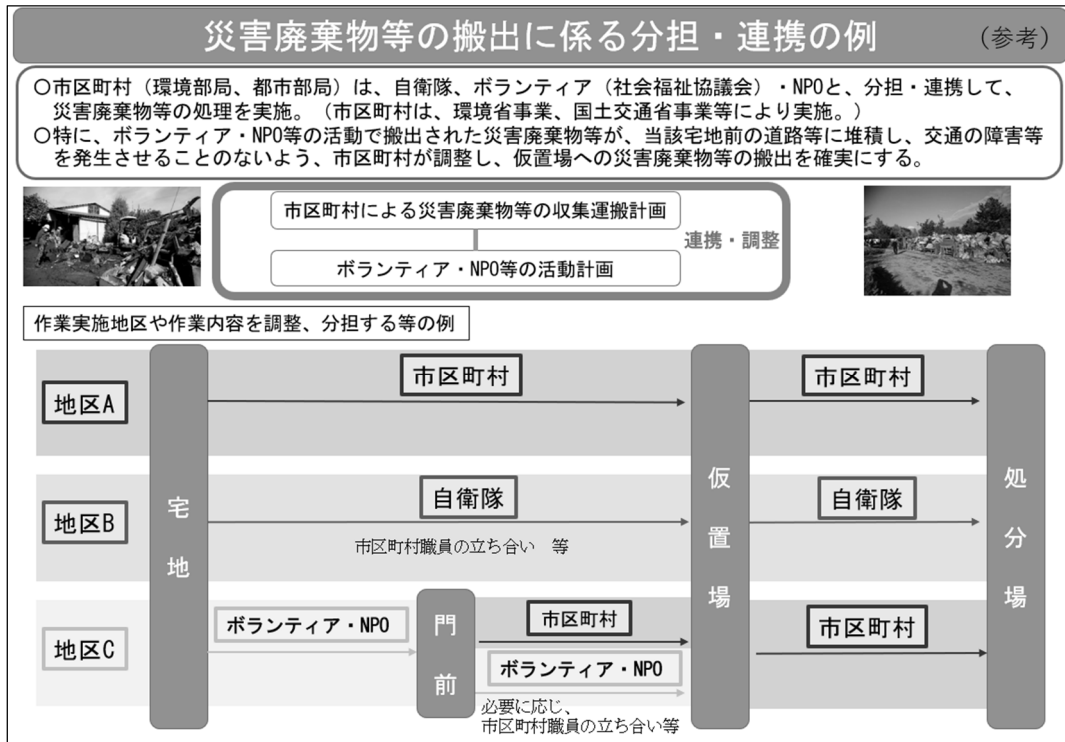 災害廃棄物等の搬出に係る分担・連携の例 （参考）
○市区町村（環境部局、都市部局）は、自衛隊、ボランティア（社会福祉協議会）・NPOと、分担・連携して、
災害廃棄物等の処理を実施。（市区町村は、環境省事業、国土交通省事業等により実施。）
○特に、ボランティア・NPO等の活動で搬出された災害廃棄物等が、当該宅地前の道路等に堆積し、交通の障害等
を発生させることのないよう、市区町村が調整し、仮置場への災害廃棄物等の搬出を確実にする。
市区町村による災害廃棄物等の収集運搬計画
連携・調整
ボランティア・NPO等の活動計画
作業実施地区や作業内容を調整、分担する等の例
地区A
市区町村
市区町村
宅地
仮置場
処分場
地区B
自衛隊
自衛隊
市区町村職員の立ち合い 等
地区C
ボランティア・NPO
門前
市区町村
市区町村
ボランティア・NPO
必要に応じ、
市区町村職員の立ち合い等